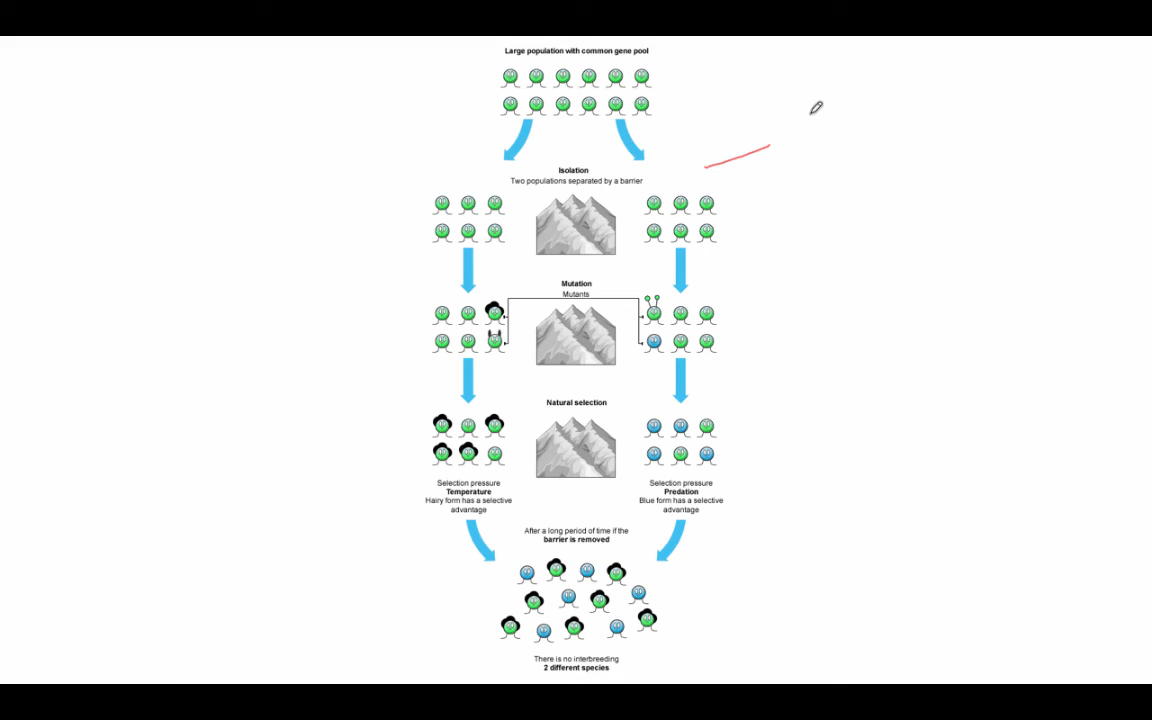 Large population with common gene pool
Isolation
Two populations separated by a barrier
Mutation
Mutants
Natural selection
Selection pressure
Temperature
Hairy form has a selective
advantage
Selection pressure
Predation
Blue form has a selective
advantage
After a long period of time if the
barrier is removed
There is no interbreeding
2 different species